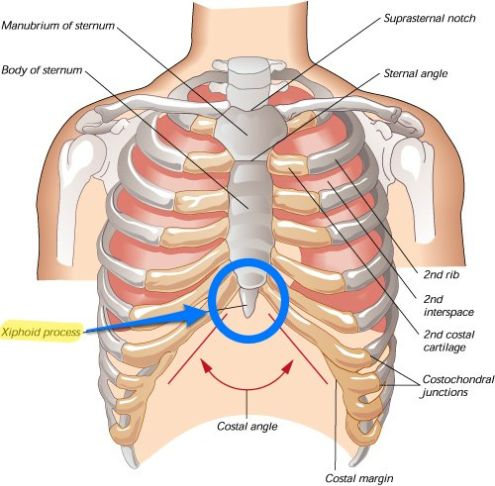 Manubrium of sternum
Suprasternal notch
Body of sternum
Sternal angle
2nd rib
2nd
interspace
2nd costal
cartilage
Xiphoid process
Costochondral
junctions
Costal angle
Costal margin